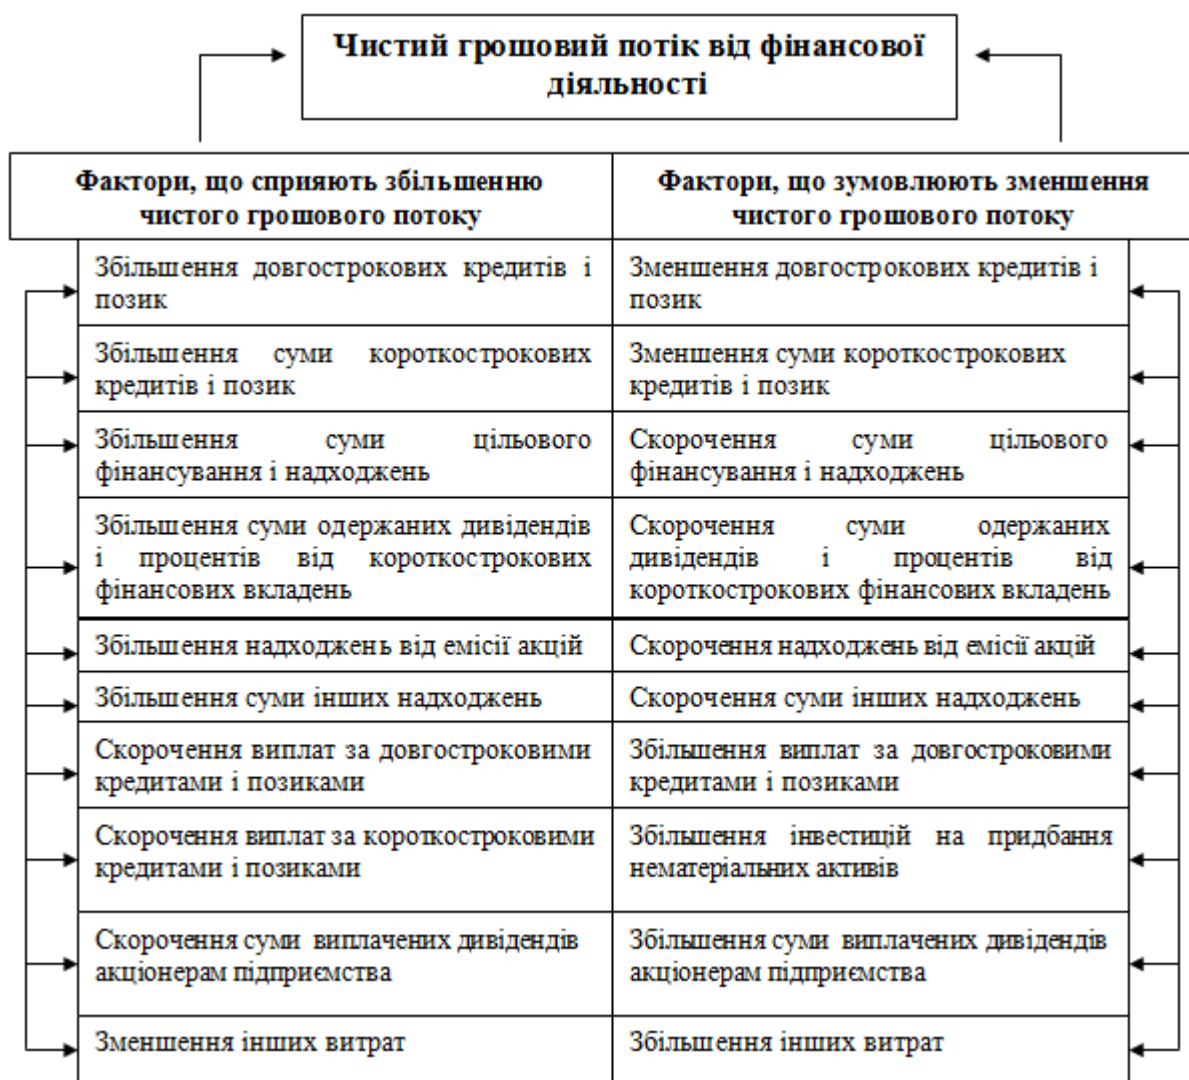 Чистий грошовий потік від фінансової
діяльності
Фактори, що сприяють збільшенню
чистого грошового потоку
Фактори, що зумовлюють зменшення
чистого грошового потоку
Збільшення довгострокових кредитів і
позик
Зменшення довгострокових кредитів і
позик
Збільшення суми короткострокових
кредитів і позик
Зменшення суми короткострокових
кредитів і позик
Збільшення суми цільового
фінансування і надходжень
Скорочення суми цільового
фінансування і надходжень
Збільшення суми одержаних дивідендів
і процентів від короткострокових
фінансових вкладень
Скорочення суми одержаних
дивідендів і процентів від
короткострокових фінансових вкладень
Збільшення надходжень від емісії акцій
Скорочення надходжень від емісії акцій
Збільшення суми інших надходжень
Скорочення суми інших надходжень
Скорочення виплат за довгостроковими
кредитами і позиками
Збільшення виплат за довгостроковими
кредитами і позиками
Скорочення виплат за короткостроковими
кредитами і позиками
Збільшення інвестицій на придбання
нематеріальних активів
Скорочення суми виплачених дивідендів
акціонерам підприємства
Збільшення суми виплачених дивідендів
акціонерам підприємства
Зменшення інших витрат
Збільшення інших витрат